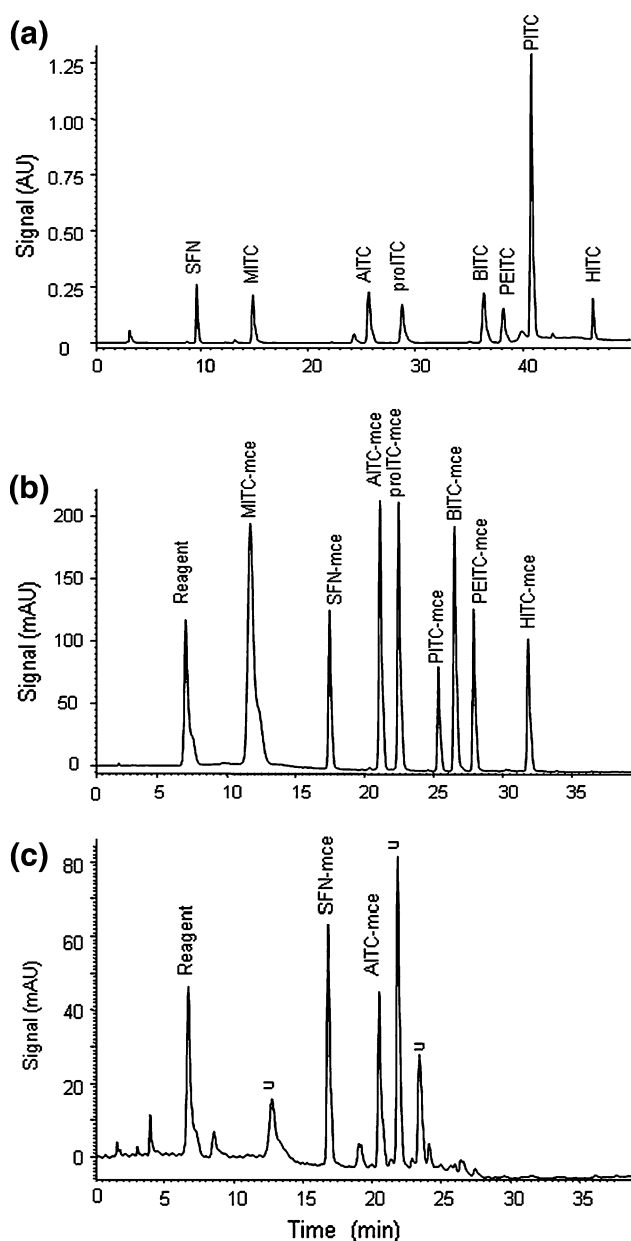 (a)
Signal (AU)
1.25
1.00
0.75
0.50
0.25
0
SFN
MITC
AITC
proITC
BITC
PEITC
PITC
HITC
0 10 20 30 40
(b)
Signal (mAU)
200
150
100
50
0
Reagent
MITC-mce
SFN-mce
AITC-mce
proITC-mce
PITC-mce
BITC-mce
PEITC-mce
HITC-mce
0 5 10 15 20 25 30 35
(c)
Signal (mAU)
80
60
40
20
0
Reagent
u
SFN-mce
AITC-mce
u
u
0 5 10 15 20 25 30 35
Time (min)